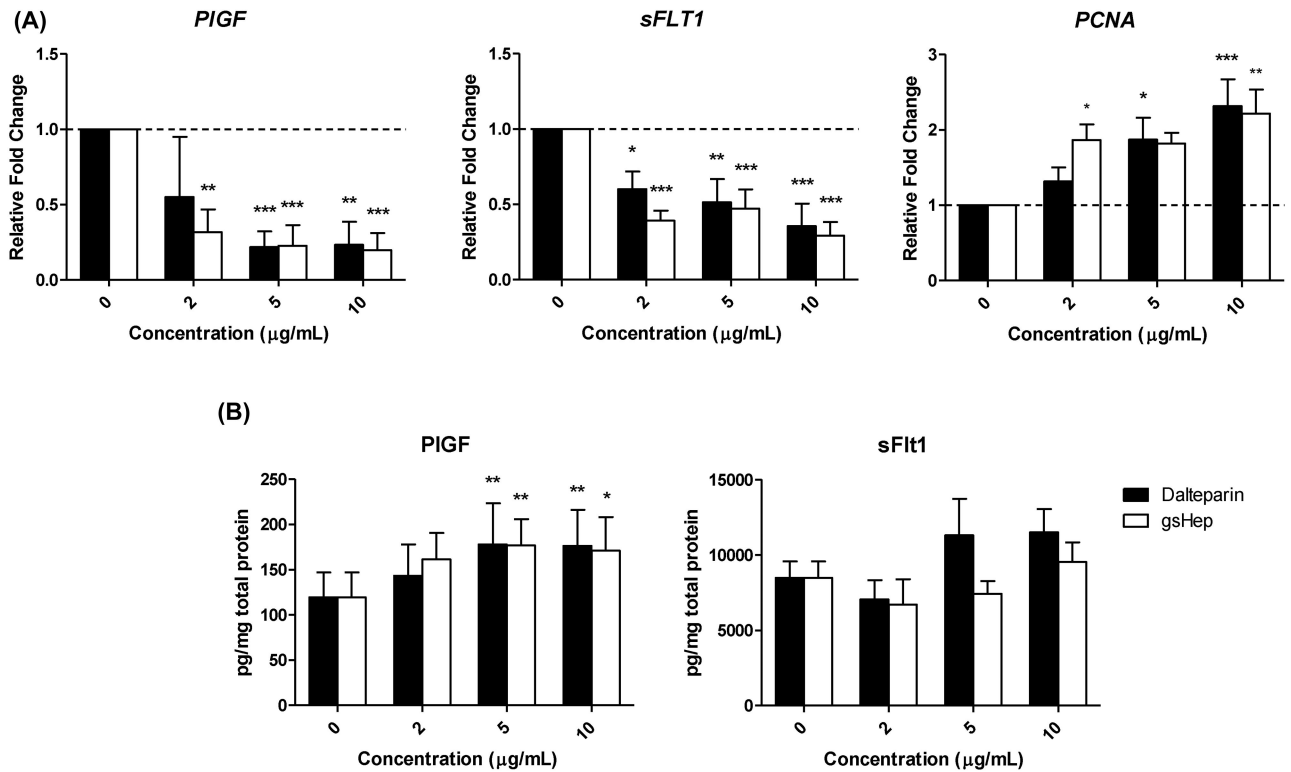 (A)
PlGF
Relative Fold Change
1.5
1.0
0.5
0.0
** *** *** ** ***
0 2 5 10
Concentration (μg/mL)
sFLT1
Relative Fold Change
1.5
1.0
0.5
0.0
* *** ** *** *** ***
0 2 5 10
Concentration (μg/mL)
PCNA
Relative Fold Change
3
2
1
0
* * *** **
0 2 5 10
Concentration (μg/mL)
(B)
PlGF
pg/mg total protein
250
200
150
100
50
0
** ** ** *
0 2 5 10
Concentration (μg/mL)
sFlt1
pg/mg total protein
15000
10000
5000
0
0 2 5 10
Concentration (μg/mL)
Dalteparin
gsHep